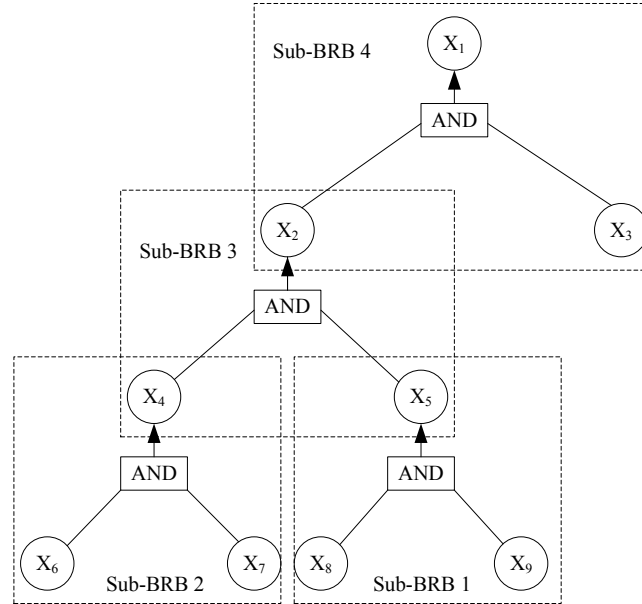 X₁
Sub-BRB 4
AND
X₂
X₃
Sub-BRB 3
AND
X₄
X₅
AND
AND
X₆
X₇
X₈
X₉
Sub-BRB 2
Sub-BRB 1